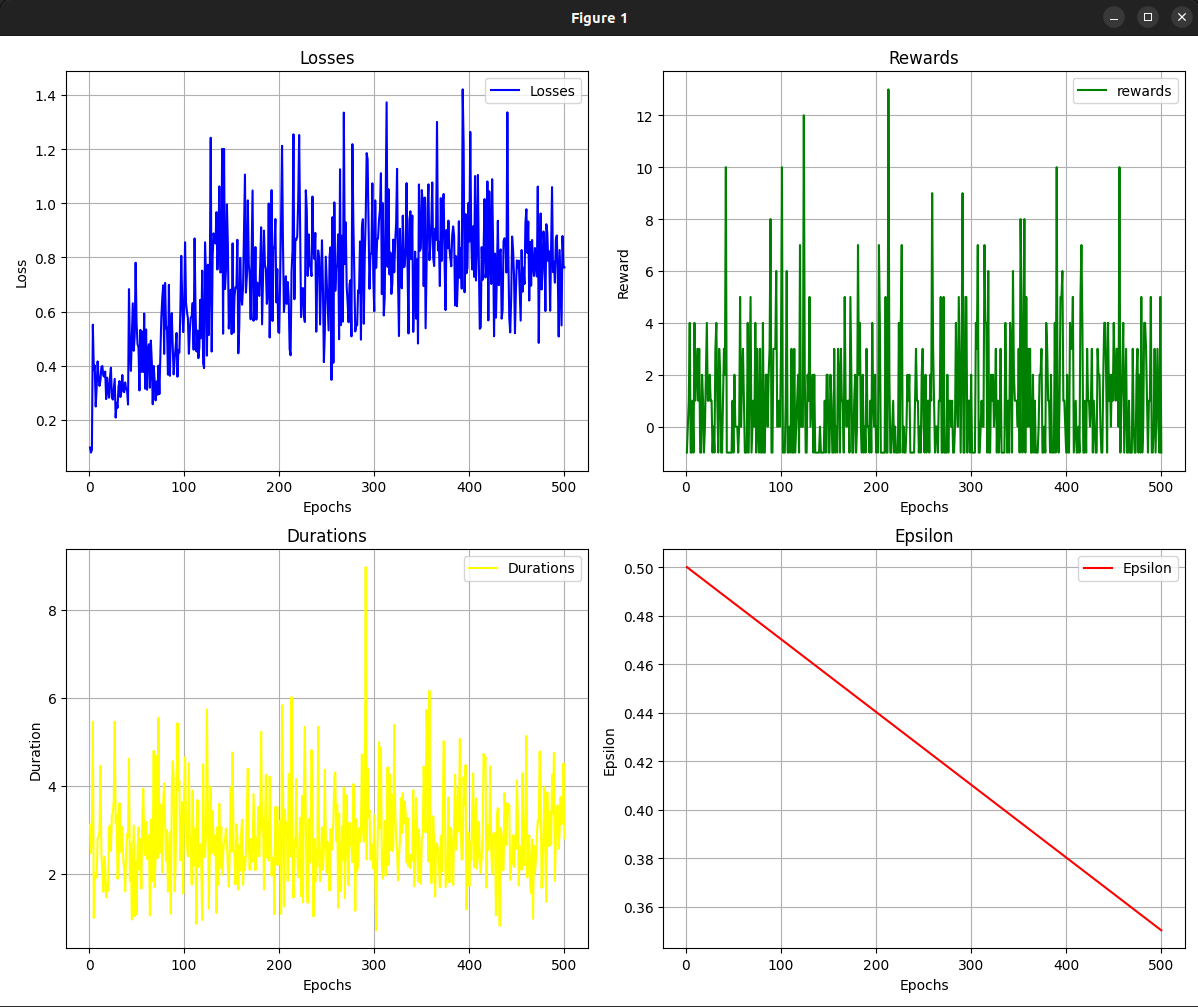 Figure 1
Losses
Losses
1.4
1.2
1.0
0.8
0.6
0.4
0.2
Loss
0 100 200 300 400 500
Epochs
Rewards
rewards
12
10
8
6
4
2
0
Reward
0 100 200 300 400 500
Epochs
Durations
Durations
8
6
4
2
Duration
0 100 200 300 400 500
Epochs
Epsilon
Epsilon
0.50
0.48
0.46
0.44
0.42
0.40
0.38
0.36
Epsilon
0 100 200 300 400 500
Epochs